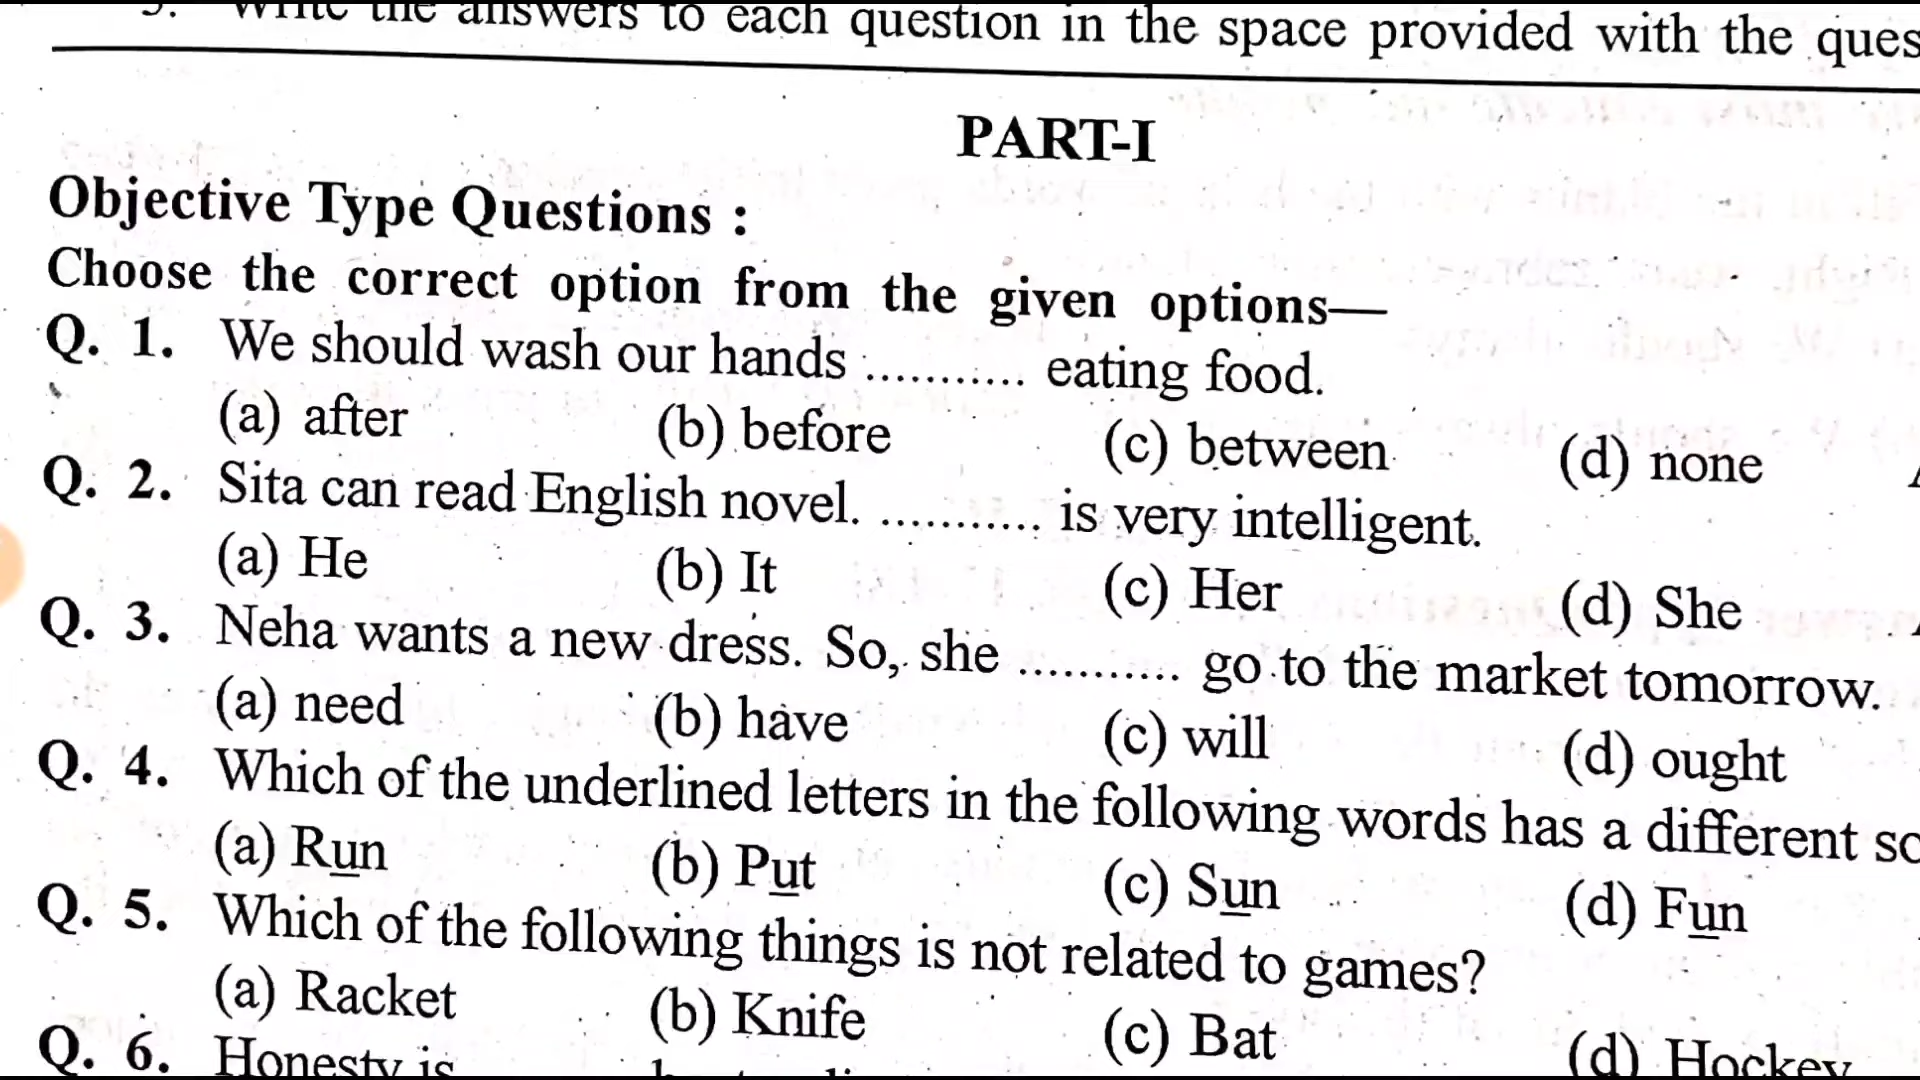 3. Write the answers to each question in the space provided with the ques
PART-I
Objective Type Questions :
Choose the correct option from the given options—
Q. 1. We should wash our hands ........... eating food.
(a) after (b) before (c) between (d) none
Q. 2. Sita can read English novel. ........... is very intelligent.
(a) He (b) It (c) Her (d) She
Q. 3. Neha wants a new dress. So, she ........... go to the market tomorrow.
(a) need (b) have (c) will (d) ought
Q. 4. Which of the underlined letters in the following words has a different so
(a) Run (b) Put (c) Sun (d) Fun
Q. 5. Which of the following things is not related to games?
(a) Racket (b) Knife (c) Bat (d) Hockey
Q. 6. Honesty is